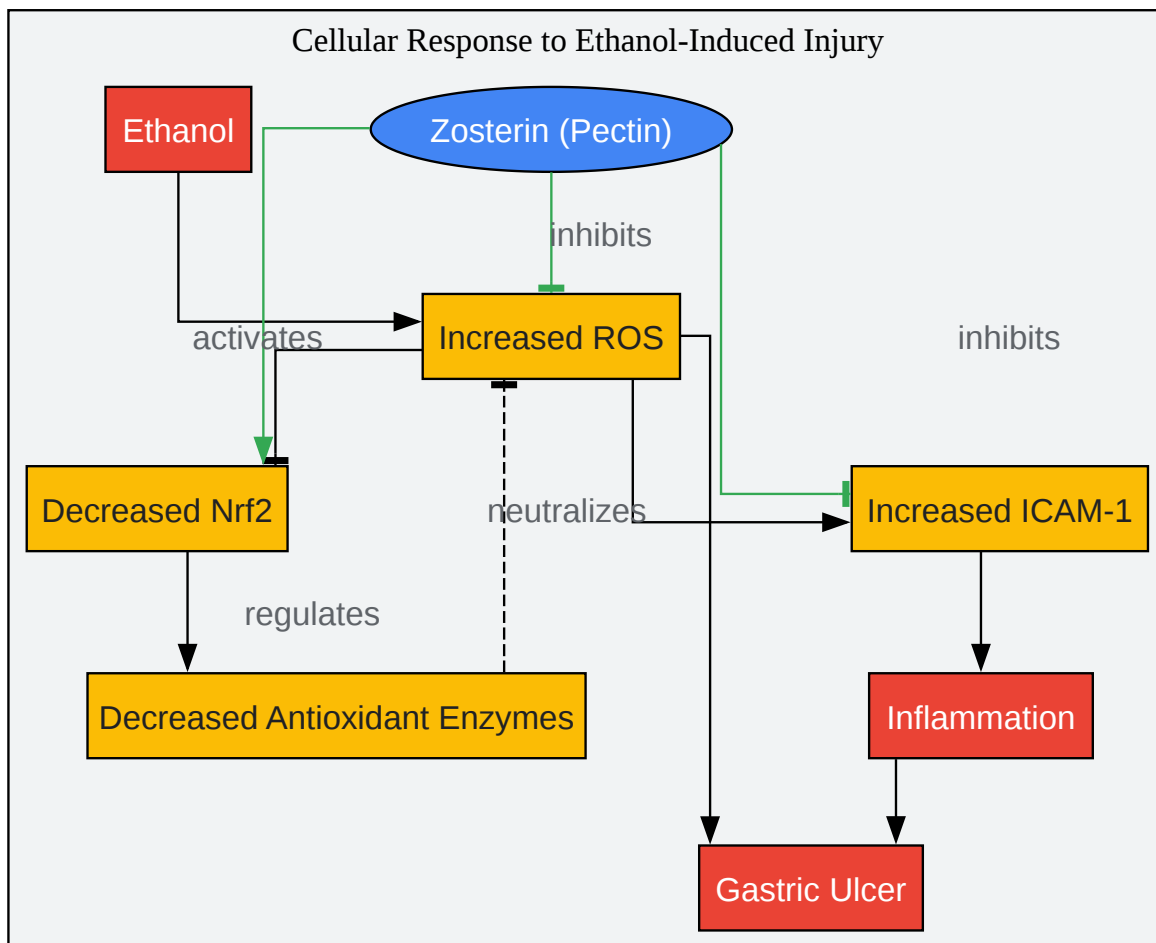 Cellular Response to Ethanol-Induced Injury
Ethanol
Zosterin (Pectin)
inhibits
activates
Increased ROS
inhibits
Decreased Nrf2
neutralizes
Increased ICAM-1
regulates
Decreased Antioxidant Enzymes
Inflammation
Gastric Ulcer